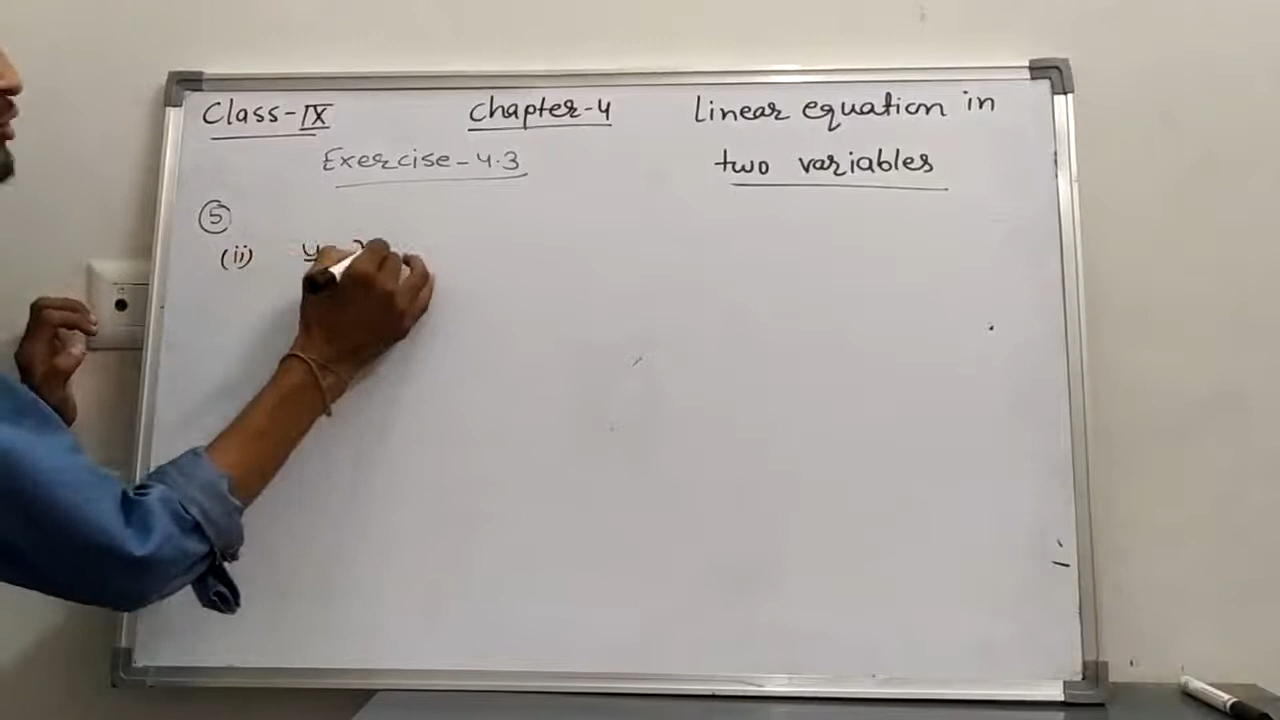 Class-IX Chapter-4 Linear equation in
Exercise-4.3 two variables
5
(ii)